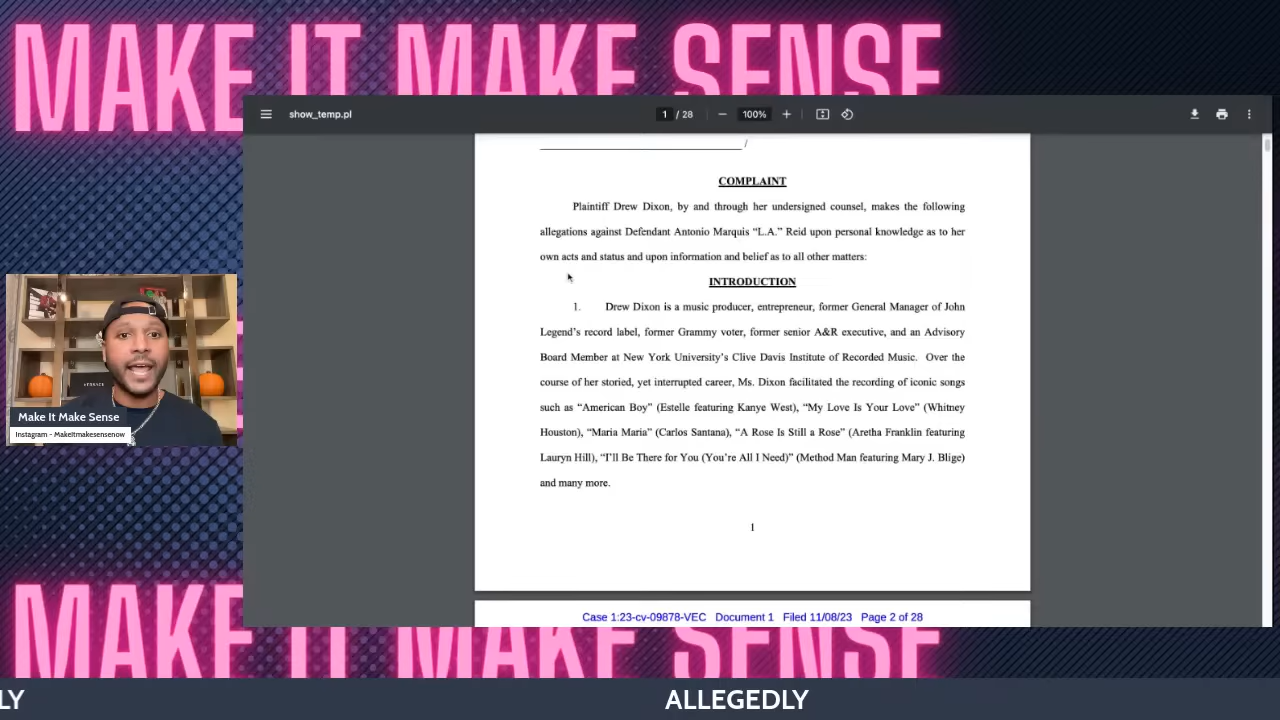 MAKE IT MAKE SENSE
show_temp.pl
1 / 28
100%
/
COMPLAINT
Plaintiff Drew Dixon, by and through her undersigned counsel, makes the following
allegations against Defendant Antonio Marquis “L.A.” Reid upon personal knowledge as to her
own acts and status and upon information and belief as to all other matters:
INTRODUCTION
1. Drew Dixon is a music producer, entrepreneur, former General Manager of John
Legend’s record label, former Grammy voter, former senior A&R executive, and an Advisory
Board Member at New York University’s Clive Davis Institute of Recorded Music. Over the
course of her storied, yet interrupted career, Ms. Dixon facilitated the recording of iconic songs
such as “American Boy” (Estelle featuring Kanye West), “My Love Is Your Love” (Whitney
Houston), “Maria Maria” (Carlos Santana), “A Rose Is Still a Rose” (Aretha Franklin featuring
Lauryn Hill), “I’ll Be There for You (You’re All I Need)” (Method Man featuring Mary J. Blige)
and many more.
1
Case 1:23-cv-09878-VEC Document 1 Filed 11/08/23 Page 2 of 28
Make It Make Sense
Instagram - Makeitmakesensenow
MAKE IT MAKE SENSE
LY
ALLEGEDLY